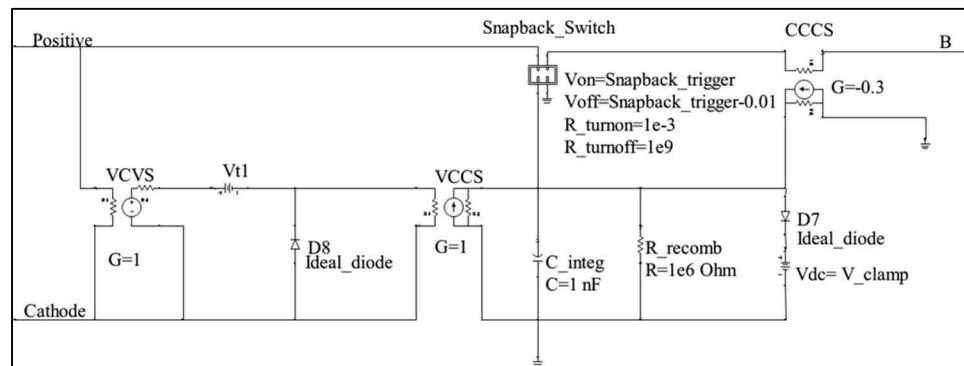 Snapback_Switch
CCCS
Positive
B
Von=Snapback_trigger
Voff=Snapback_trigger-0.01
R_turnon=1e-3
R_turnoff=1e9
G=-0.3
VCVS
Vt1
VCCS
G=1
D8
Ideal_diode
G=1
C_integ
C=1 nF
R_recomb
R=1e6 Ohm
D7
Ideal_diode
Vdc= V_clamp
Cathode